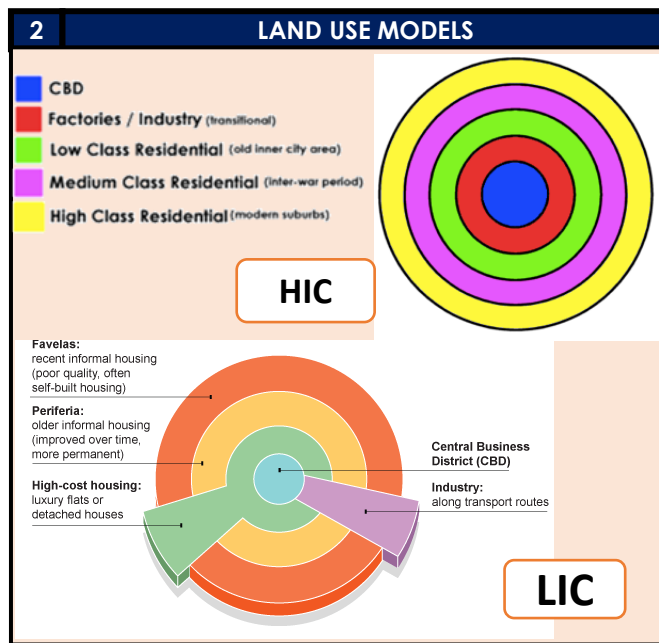 2
LAND USE MODELS
CBD
Factories / Industry (transitional)
Low Class Residential (old inner city area)
Medium Class Residential (inter-war period)
High Class Residential (modern suburbs)
HIC
Favelas:
recent informal housing
(poor quality, often
self-built housing)
Periferia:
older informal housing
(improved over time,
more permanent)
High-cost housing:
luxury flats or
detached houses
Central Business
District (CBD)
Industry:
along transport routes
LIC